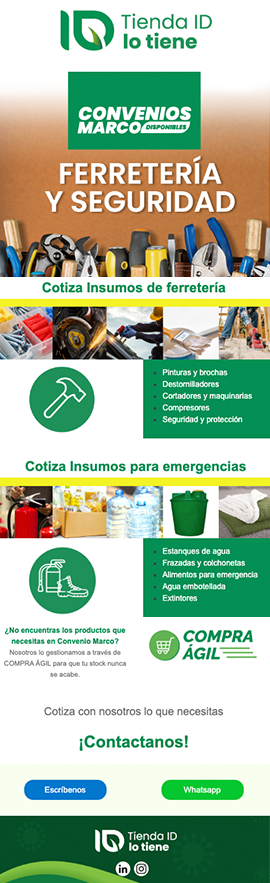 Tienda ID
lo tiene
CONVENIOS
MARCO DISPONIBLES
FERRETERÍA
Y SEGURIDAD
Cotiza Insumos de ferretería
• Pinturas y brochas
• Destornilladores
• Cortadores y maquinarias
• Compresores
• Seguridad y protección
Cotiza Insumos para emergencias
• Estanques de agua
• Frazadas y colchonetas
• Alimentos para emergencia
• Agua embotellada
• Extintores
¿No encuentras los productos que
necesitas en Convenio Marco?
Nosotros lo gestionamos a través de
COMPRA ÁGIL para que tu stock nunca
se acabe.
COMPRA
ÁGIL
Cotiza con nosotros lo que necesitas
¡Contactanos!
Escríbenos
Whatsapp
Tienda ID
lo tiene